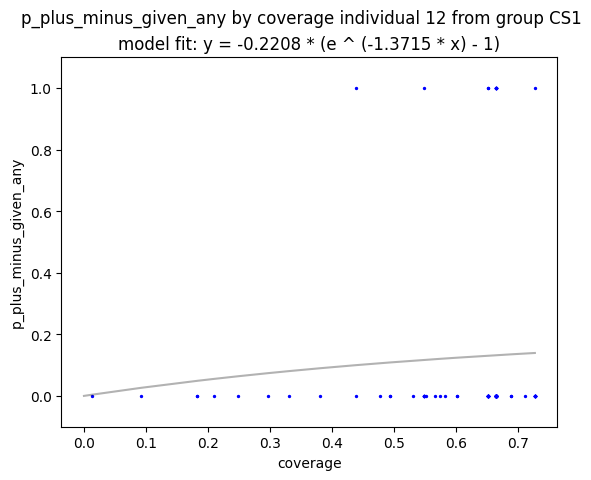 p_plus_minus_given_any by coverage individual 12 from group CS1
model fit: y = -0.2208 * (e ^ (-1.3715 * x) - 1)
1.0
0.8
0.6
0.4
0.2
0.0
p_plus_minus_given_any
0.0 0.1 0.2 0.3 0.4 0.5 0.6 0.7
coverage